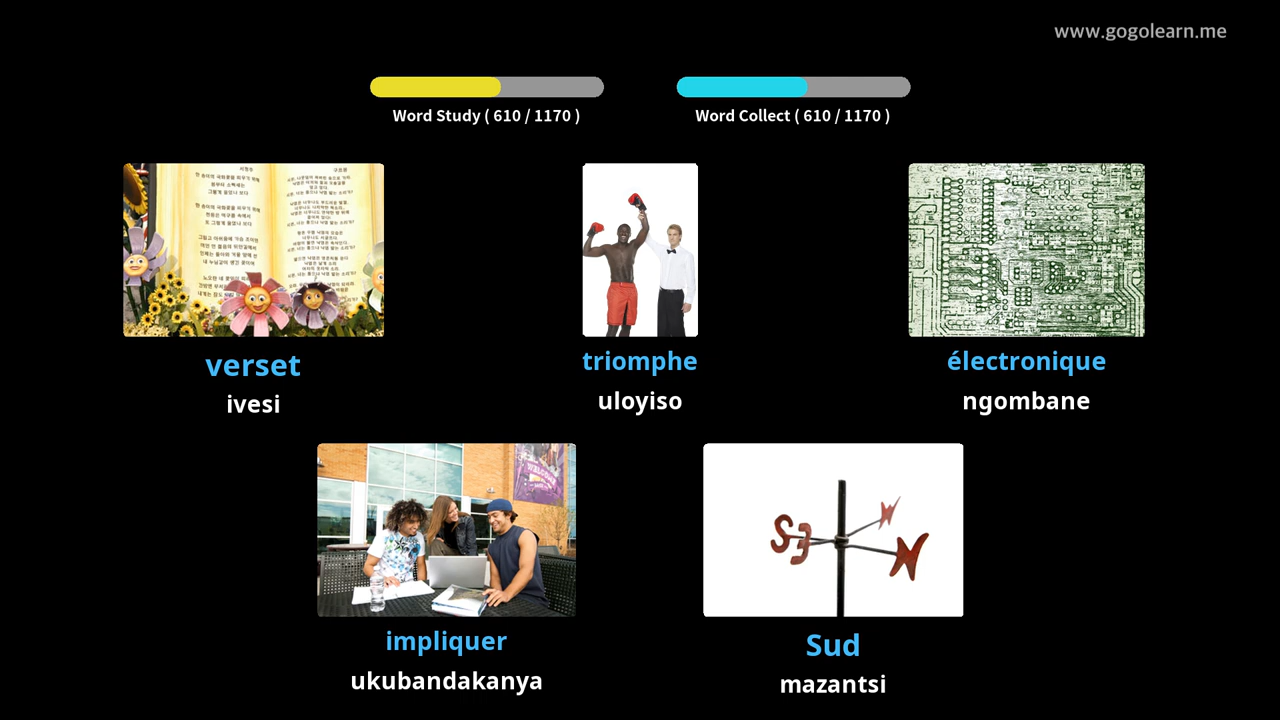 www.gogolearn.me
Word Study ( 610 / 1170 )
Word Collect ( 610 / 1170 )
verset
triomphe
électronique
ivesi
uloyiso
ngombane
impliquer
Sud
ukubandakanya
mazantsi